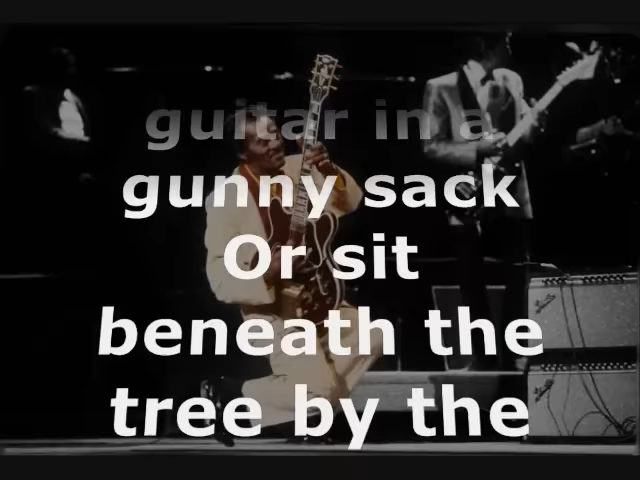 guitar in a
gunny sack
Or sit
beneath the
tree by the